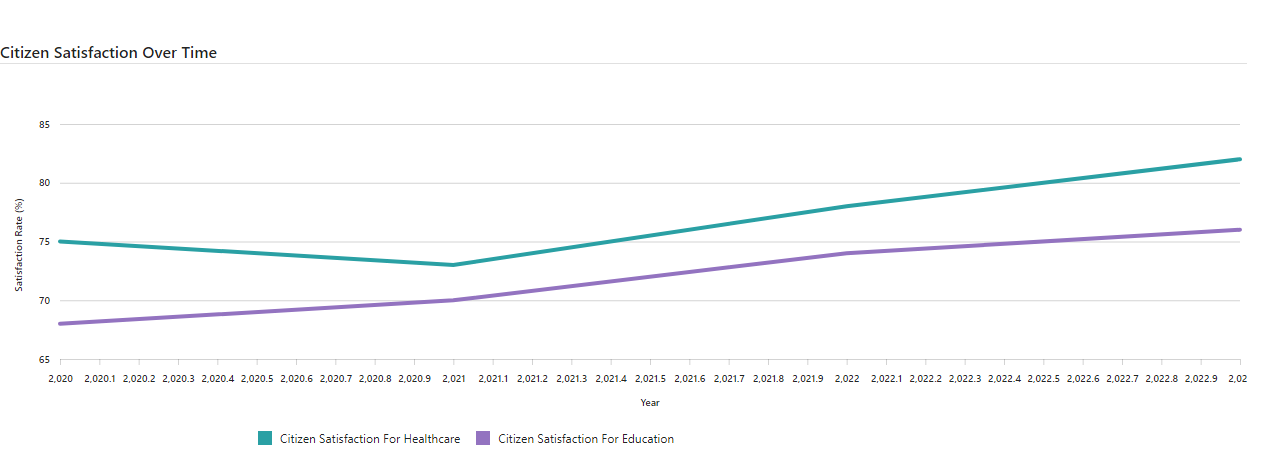 Citizen Satisfaction Over Time
85
80
75
70
65
Satisfaction Rate (%)
2,020 2,020.1 2,020.2 2,020.3 2,020.4 2,020.5 2,020.6 2,020.7 2,020.8 2,020.9 2,021 2,021.1 2,021.2 2,021.3 2,021.4 2,021.5 2,021.6 2,021.7 2,021.8 2,021.9 2,022 2,022.1 2,022.2 2,022.3 2,022.4 2,022.5 2,022.6 2,022.7 2,022.8 2,022.9 2,02
Year
Citizen Satisfaction For Healthcare Citizen Satisfaction For Education